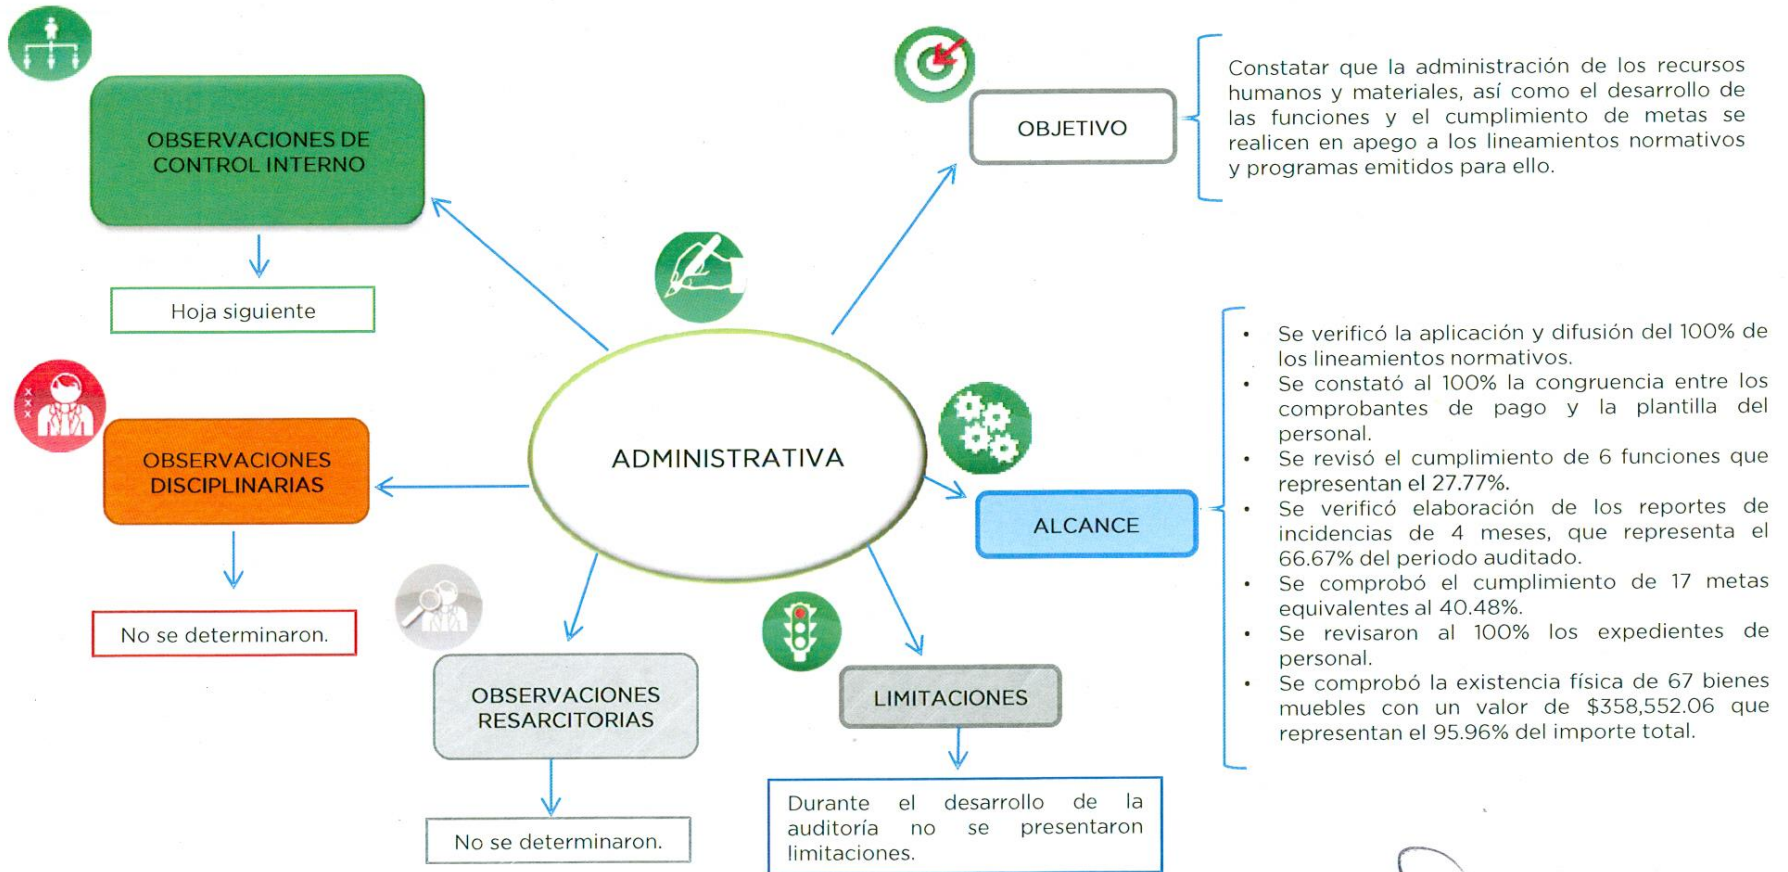 OBSERVACIONES DE
CONTROL INTERNO
Hoja siguiente
OBJETIVO
Constatar que la administración de los recursos
humanos y materiales, así como el desarrollo de
las funciones y el cumplimiento de metas se
realicen en apego a los lineamientos normativos
y programas emitidos para ello.
ADMINISTRATIVA
OBSERVACIONES
DISCIPLINARIAS
No se determinaron.
ALCANCE
• Se verificó la aplicación y difusión del 100% de
los lineamientos normativos.
• Se constató al 100% la congruencia entre los
comprobantes de pago y la plantilla del
personal.
• Se revisó el cumplimiento de 6 funciones que
representan el 27.77%.
• Se verificó elaboración de los reportes de
incidencias de 4 meses, que representa el
66.67% del periodo auditado.
• Se comprobó el cumplimiento de 17 metas
equivalentes al 40.48%.
• Se revisaron al 100% los expedientes de
personal.
• Se comprobó la existencia física de 67 bienes
muebles con un valor de $358,552.06 que
representan el 95.96% del importe total.
OBSERVACIONES
RESARCITORIAS
No se determinaron.
LIMITACIONES
Durante el desarrollo de la
auditoría no se presentaron
limitaciones.